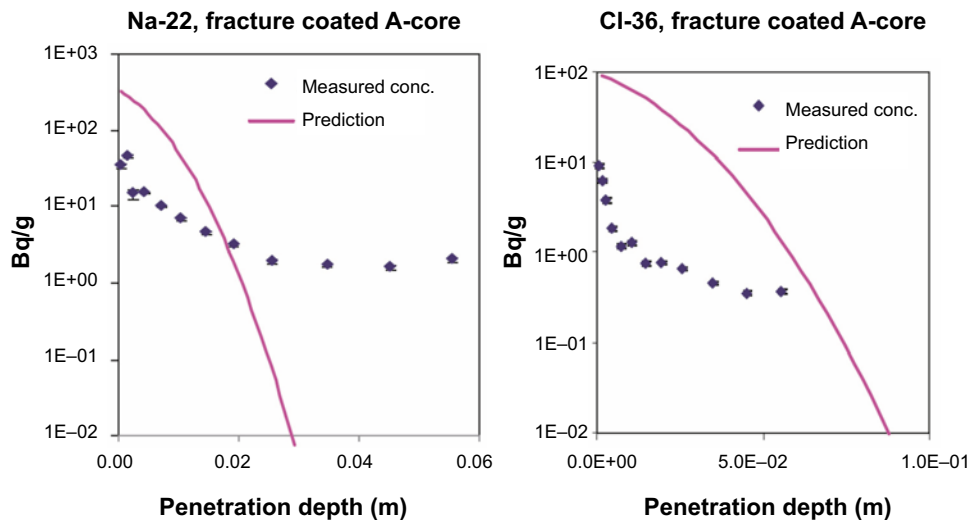 Na-22, fracture coated A-core
1E+03
1E+02
1E+01
1E+00
1E–01
1E–02
Bq/g
Measured conc.
Prediction
0.00
0.02
0.04
0.06
Penetration depth (m)
Cl-36, fracture coated A-core
1E+02
1E+01
1E+00
1E–01
1E–02
Bq/g
Measured conc.
Prediction
0.0E+00
5.0E–02
1.0E–01
Penetration depth (m)